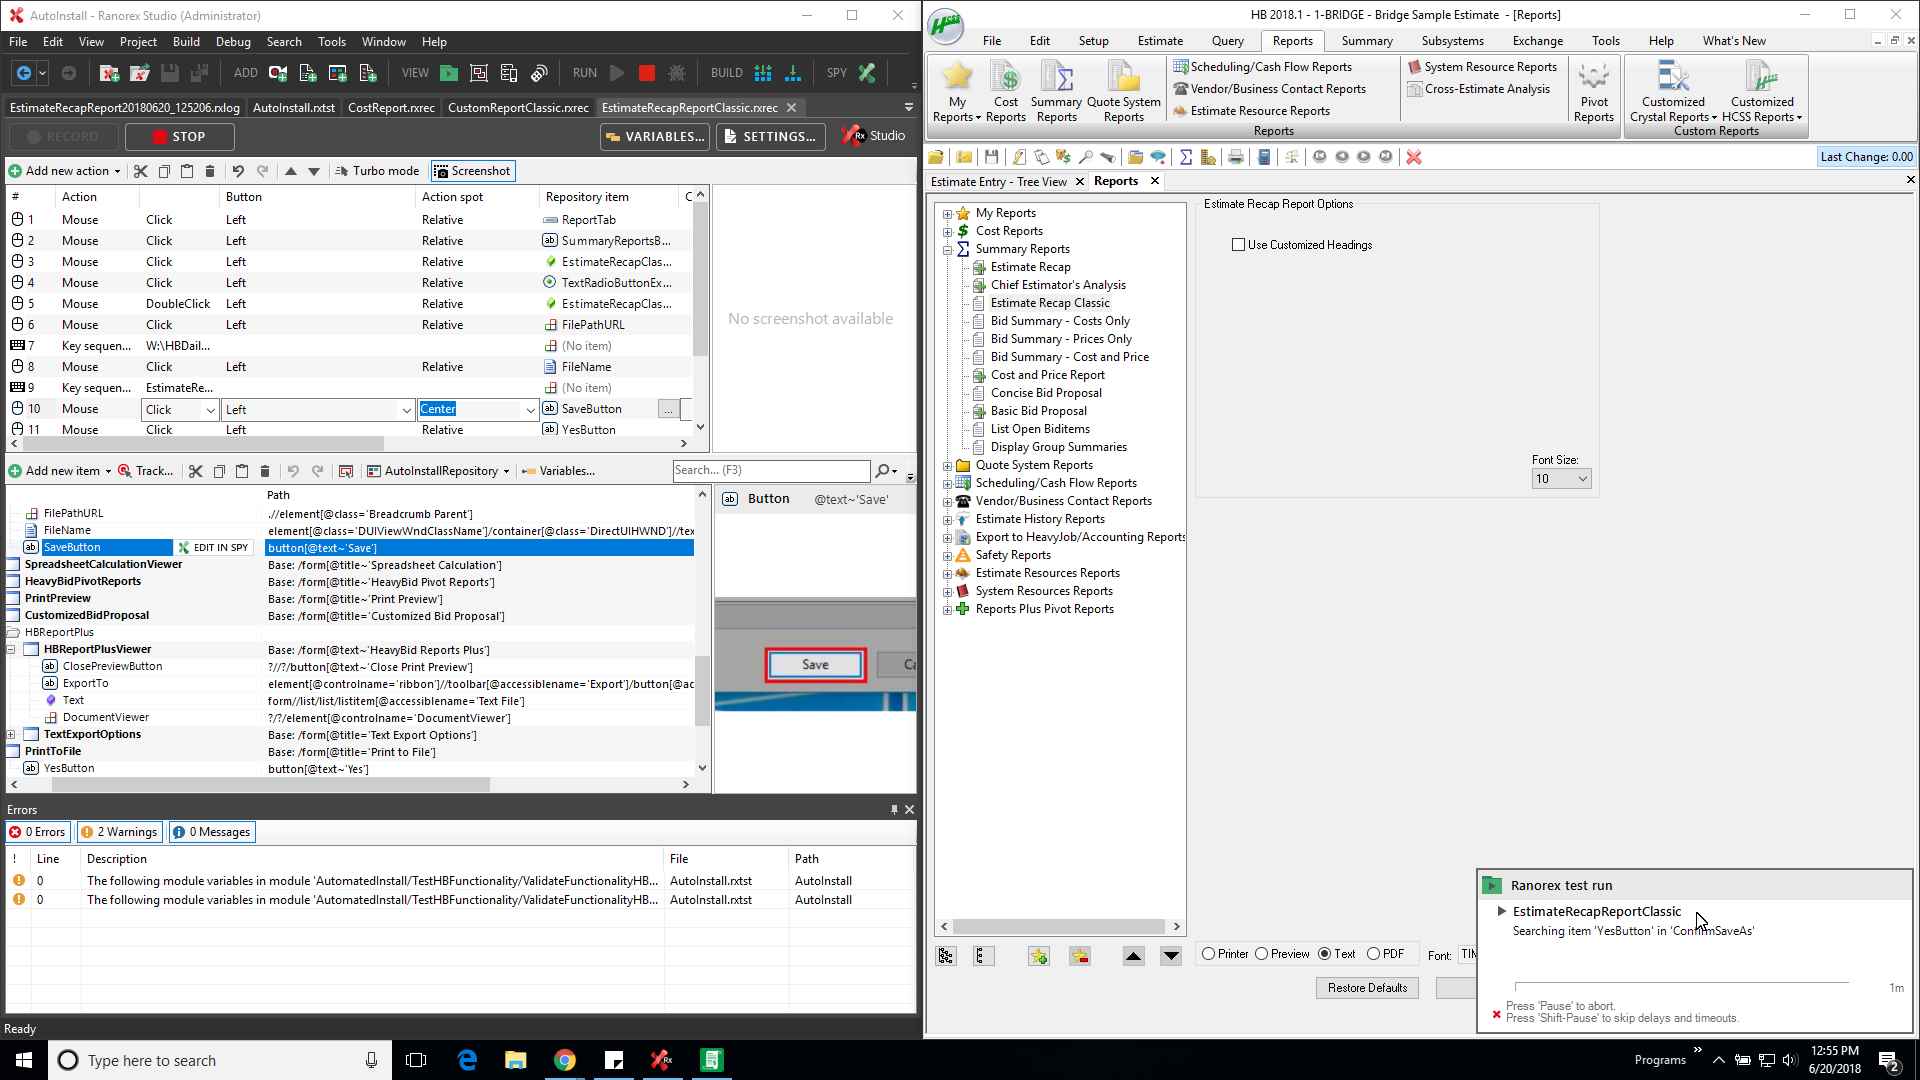 AutoInstall - Ranorex Studio (Administrator)
File Edit View Project Build Debug Search Tools Window Help
ADD VIEW RUN BUILD SPY
EstimateRecapReport20180620_125206.rxlog AutoInstall.rxtst CostReport.rxrec CustomReportClassic.rxrec EstimateRecapReportClassic.rxrec
RECORD STOP VARIABLES... SETTINGS... Rx Studio
Add new action Turbo mode Screenshot
# Action Button Action spot Repository item C
1 Mouse Click Left Relative ReportTab
2 Mouse Click Left Relative SummaryReportsB...
3 Mouse Click Left Relative EstimateRecapClas...
4 Mouse Click Left Relative TextRadioButtonEx...
5 Mouse DoubleClick Left Relative EstimateRecapClas...
6 Mouse Click Left Relative FilePathURL
7 Key sequen... W:\HBDail... (No item)
8 Mouse Click Left Relative FileName
9 Key sequen... EstimateRe... (No item)
10 Mouse Click Left Center SaveButton ...
11 Mouse Click Left Relative YesButton
No screenshot available
Add new item Track... AutoInstallRepository Variables... Search... (F3)
Path
FilePathURL .//element[@class='Breadcrumb Parent']
FileName element[@class='DUIViewWndClassName']/container[@class='DirectUIHWND']//tex
SaveButton EDIT IN SPY button[@text~'Save']
SpreadsheetCalculationViewer Base: /form[@title~'Spreadsheet Calculation']
HeavyBidPivotReports Base: /form[@title~'HeavyBid Pivot Reports']
PrintPreview Base: /form[@title~'Print Preview']
CustomizedBidProposal Base: /form[@title~'Customized Bid Proposal']
HBReportPlus
HBReportPlusViewer Base: /form[@text~'HeavyBid Reports Plus']
ClosePreviewButton ?//?/button[@text~'Close Print Preview']
ExportTo element[@controlname='ribbon']//toolbar[@accessiblename='Export']/button[@ac
Text form//list/list/listitem[@accessiblename='Text File']
DocumentViewer ?/?/element[@controlname='DocumentViewer']
TextExportOptions Base: /form[@title='Text Export Options']
PrintToFile Base: /form[@title='Print to File']
YesButton button[@text~'Yes']
Button @text~'Save'
Save Ca
Errors
0 Errors 2 Warnings 0 Messages
! Line Description File Path
0 The following module variables in module 'AutomatedInstall/TestHBFunctionality/ValidateFunctionalityHB... AutoInstall.rxtst AutoInstall
0 The following module variables in module 'AutomatedInstall/TestHBFunctionality/ValidateFunctionalityHB... AutoInstall.rxtst AutoInstall
Ready
HB 2018.1 - 1-BRIDGE - Bridge Sample Estimate - [Reports]
HCSS
File Edit Setup Estimate Query Reports Summary Subsystems Exchange Tools Help What's New
My Reports
Cost Reports
Summary Reports
Quote System Reports
Scheduling/Cash Flow Reports
Vendor/Business Contact Reports
Estimate Resource Reports
System Resource Reports
Cross-Estimate Analysis
Pivot Reports
Customized Crystal Reports
Customized HCSS Reports
Reports Custom Reports
Last Change: 0.00
Estimate Entry - Tree View Reports
My Reports
Cost Reports
Summary Reports
Estimate Recap
Chief Estimator's Analysis
Estimate Recap Classic
Bid Summary - Costs Only
Bid Summary - Prices Only
Bid Summary - Cost and Price
Cost and Price Report
Concise Bid Proposal
Basic Bid Proposal
List Open Biditems
Display Group Summaries
Quote System Reports
Scheduling/Cash Flow Reports
Vendor/Business Contact Reports
Estimate History Reports
Export to HeavyJob/Accounting Reports
Safety Reports
Estimate Resources Reports
System Resources Reports
Reports Plus Pivot Reports
Estimate Recap Report Options
Use Customized Headings
Font Size:
10
Printer Preview Text PDF Font: TIM
Restore Defaults
Ranorex test run
EstimateRecapReportClassic
Searching item 'YesButton' in 'ConfirmSaveAs'
1m
Press 'Pause' to abort.
Press 'Shift-Pause' to skip delays and timeouts.
Type here to search
Programs
12:55 PM
6/20/2018
2